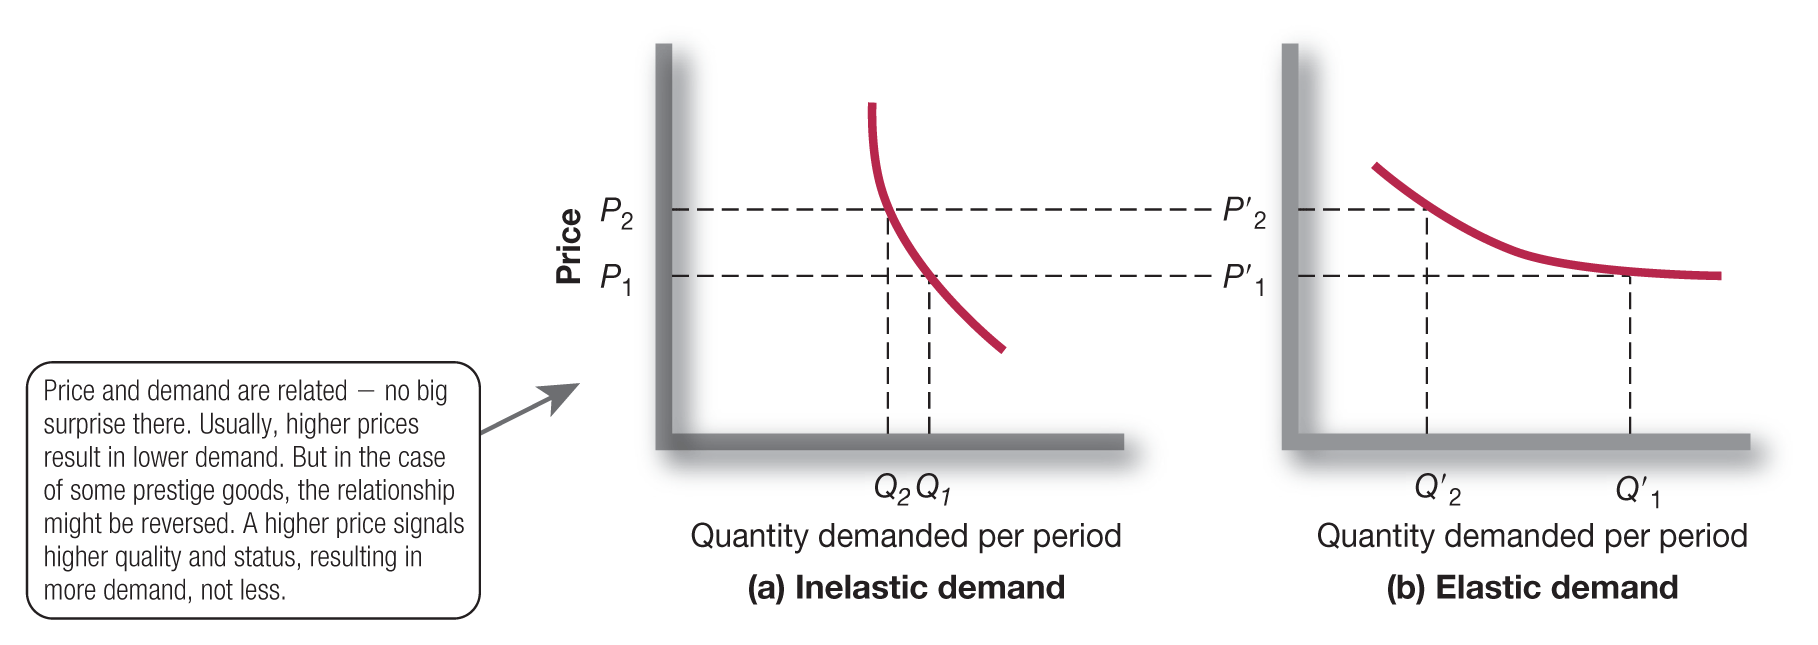 Price and demand are related — no big
surprise there. Usually, higher prices
result in lower demand. But in the case
of some prestige goods, the relationship
might be reversed. A higher price signals
higher quality and status, resulting in
more demand, not less.
Price
P2
P1
Q2 Q1
Quantity demanded per period
(a) Inelastic demand
P′2
P′1
Q′2
Q′1
Quantity demanded per period
(b) Elastic demand